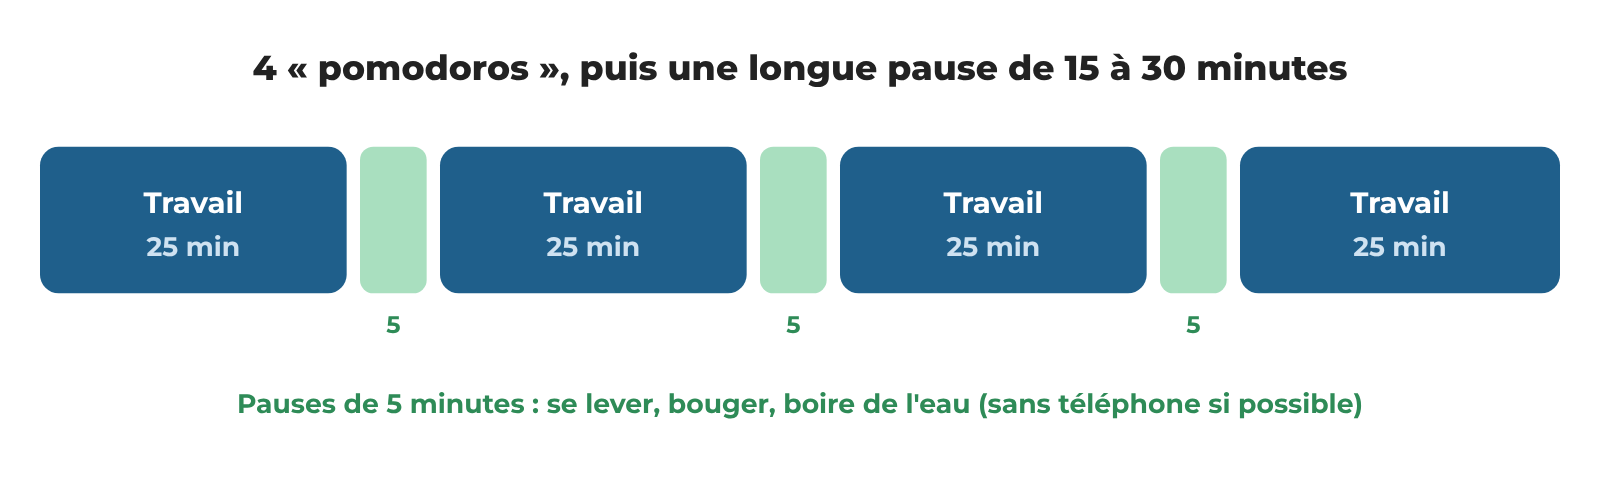 4 « pomodoros », puis une longue pause de 15 à 30 minutes
Travail
25 min
Travail
25 min
Travail
25 min
Travail
25 min
5
5
5
Pauses de 5 minutes : se lever, bouger, boire de l'eau (sans téléphone si possible)